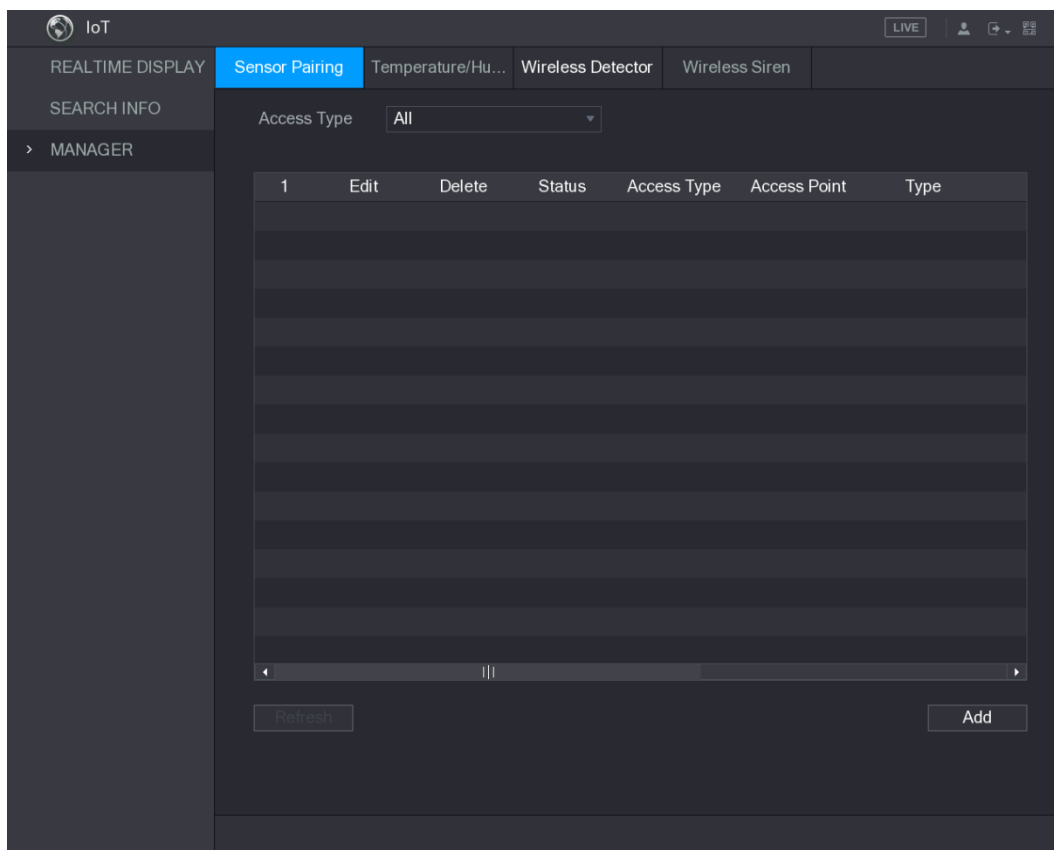 IoT LIVE
REALTIME DISPLAY Sensor Pairing Temperature/Hu... Wireless Detector Wireless Siren
SEARCH INFO Access Type All
> MANAGER
1 Edit Delete Status Access Type Access Point Type
Refresh Add